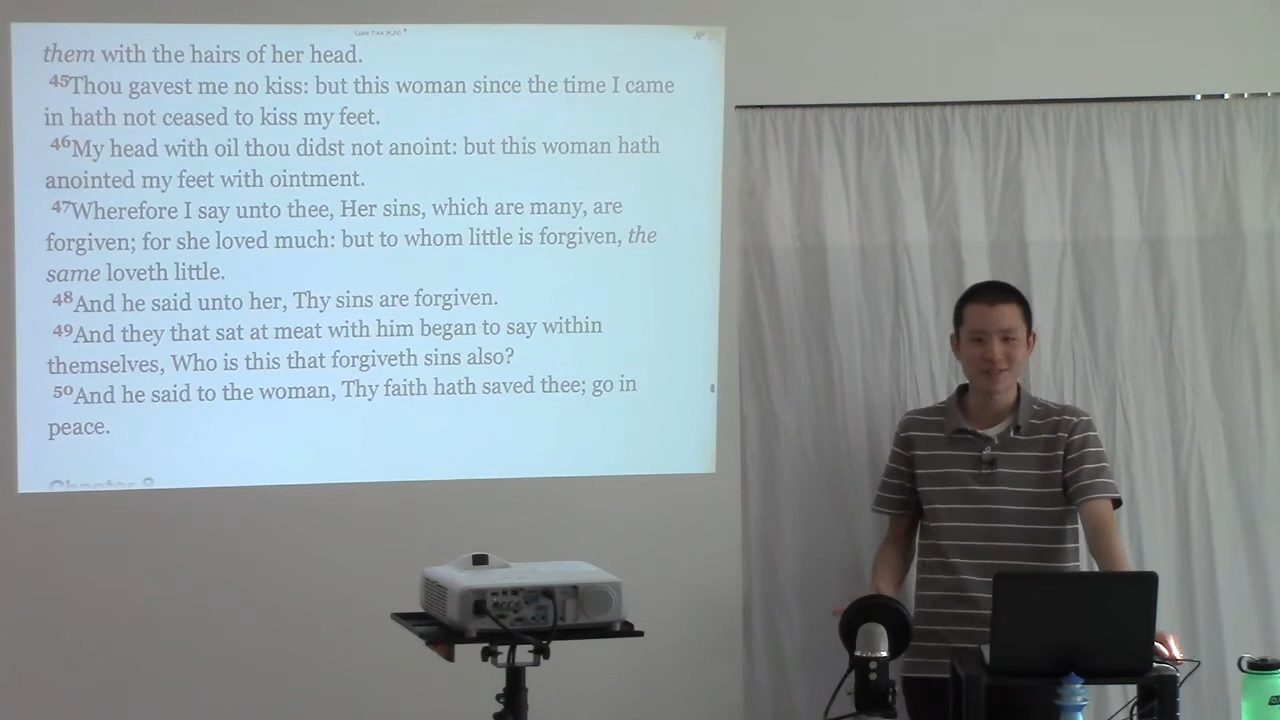 Luke 7:44 (KJV)
them with the hairs of her head.
45Thou gavest me no kiss: but this woman since the time I came
in hath not ceased to kiss my feet.
46My head with oil thou didst not anoint: but this woman hath
anointed my feet with ointment.
47Wherefore I say unto thee, Her sins, which are many, are
forgiven; for she loved much: but to whom little is forgiven, the
same loveth little.
48And he said unto her, Thy sins are forgiven.
49And they that sat at meat with him began to say within
themselves, Who is this that forgiveth sins also?
50And he said to the woman, Thy faith hath saved thee; go in
peace.